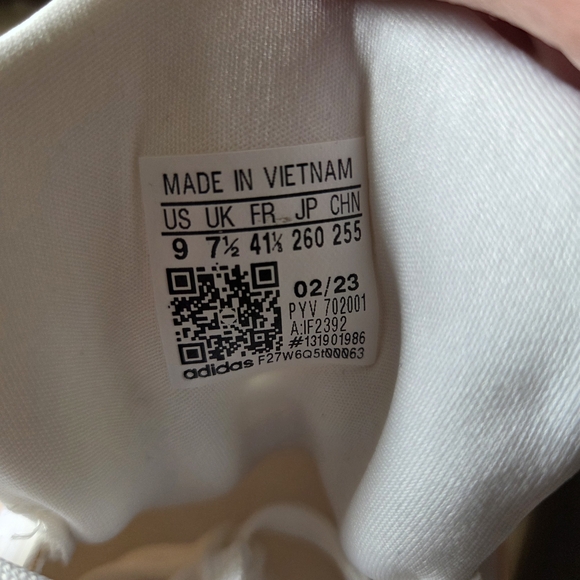 MADE IN VIETNAM
US UK FR JP CHN
9 7½ 41⅓ 260 255
02/23
PYV 702001
A:IF2392
#131901986
adidas F27W6Q5t00063